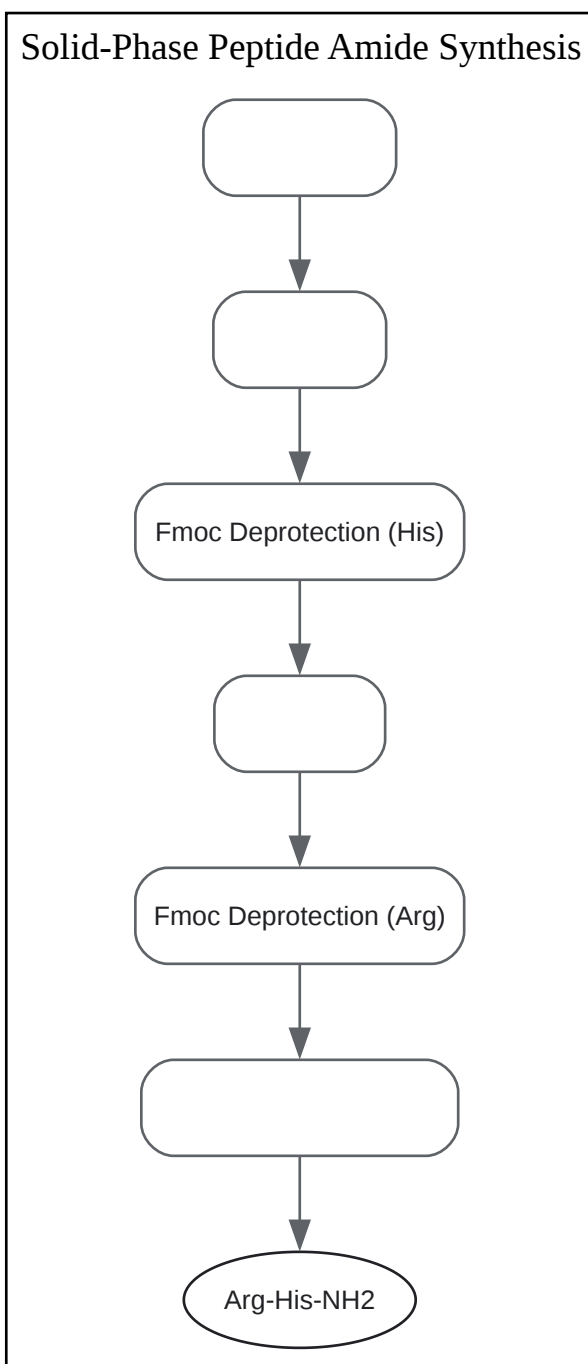 Solid-Phase Peptide Amide Synthesis
Fmoc Deprotection (His)
Fmoc Deprotection (Arg)
Arg-His-NH2